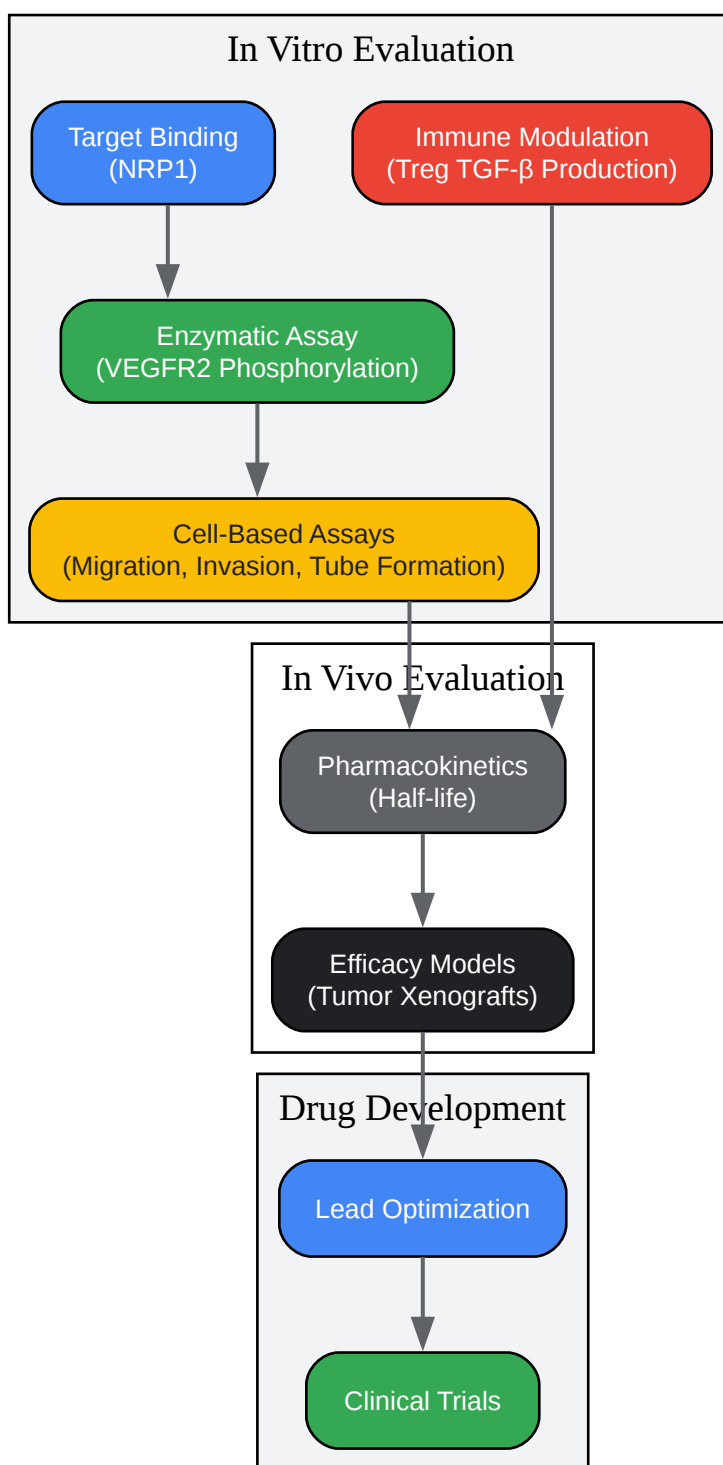 In Vitro Evaluation
Target Binding
(NRP1)
Immune Modulation
(Treg TGF-β Production)
Enzymatic Assay
(VEGFR2 Phosphorylation)
Cell-Based Assays
(Migration, Invasion, Tube Formation)
In Vivo Evaluation
Pharmacokinetics
(Half-life)
Efficacy Models
(Tumor Xenografts)
Drug Development
Lead Optimization
Clinical Trials